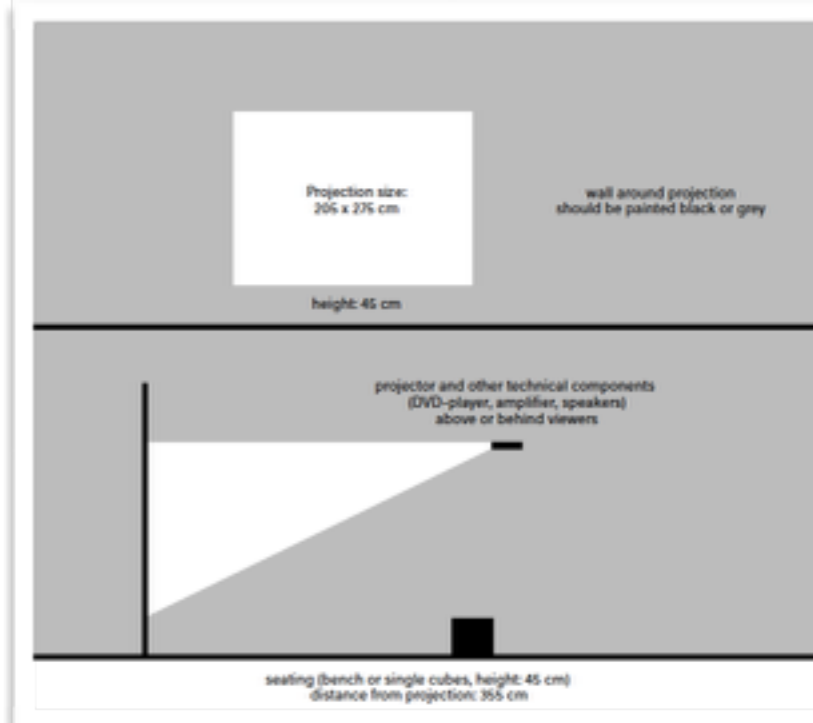 Projection size:
205 x 275 cm
wall around projection
should be painted black or grey
height: 45 cm
projector and other technical components
(DVD-player, amplifier, speakers)
above or behind viewers
seating (bench or single cubes, height: 45 cm)
distance from projection: 355 cm